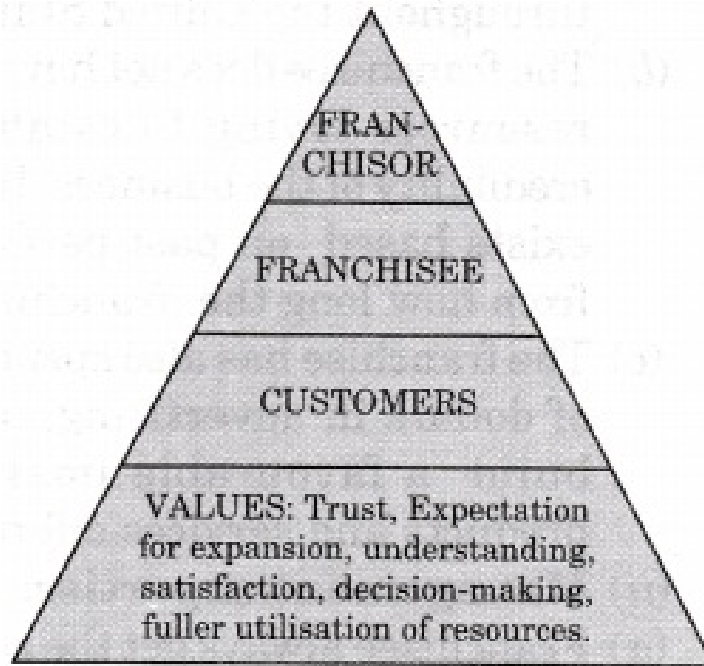 FRAN-
CHISOR
FRANCHISEE
CUSTOMERS
VALUES: Trust, Expectation
for expansion, understanding,
satisfaction, decision-making,
fuller utilisation of resources.